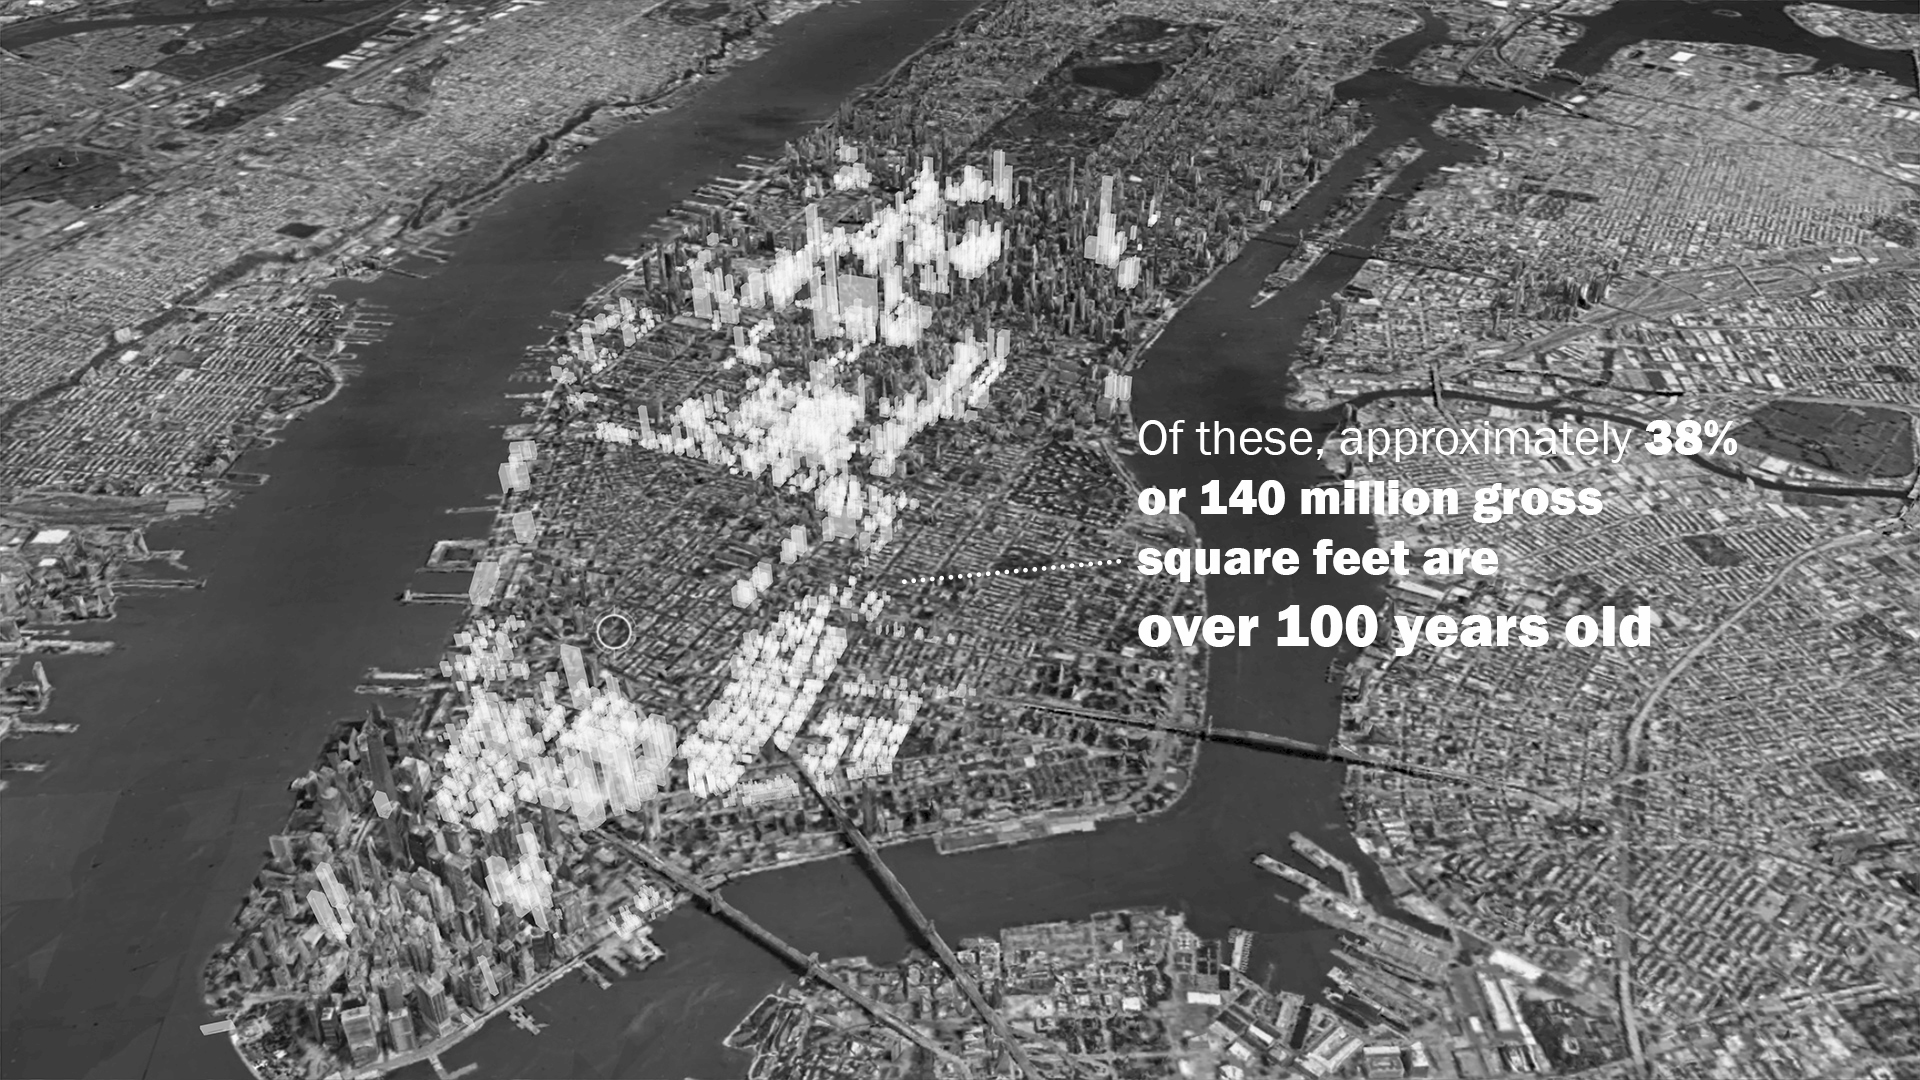 Of these, approximately 38%
or 140 million gross
square feet are
over 100 years old